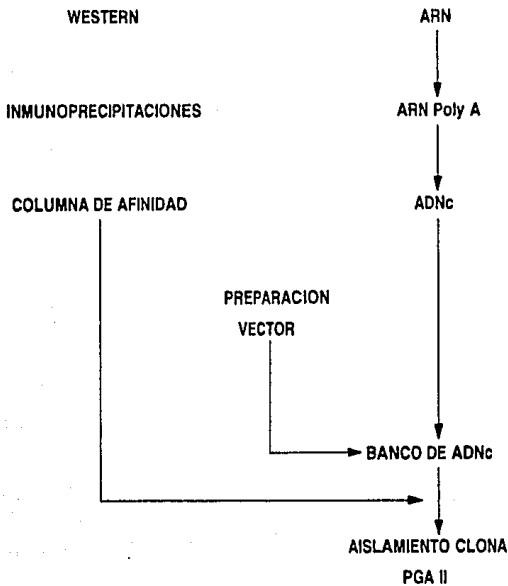 WESTERN
ARN
INMUNOPRECIPITACIONES
ARN Poly A
COLUMNA DE AFINIDAD
ADNc
PREPARACION
VECTOR
BANCO DE ADNc
AISLAMIENTO CLONA
PGA II